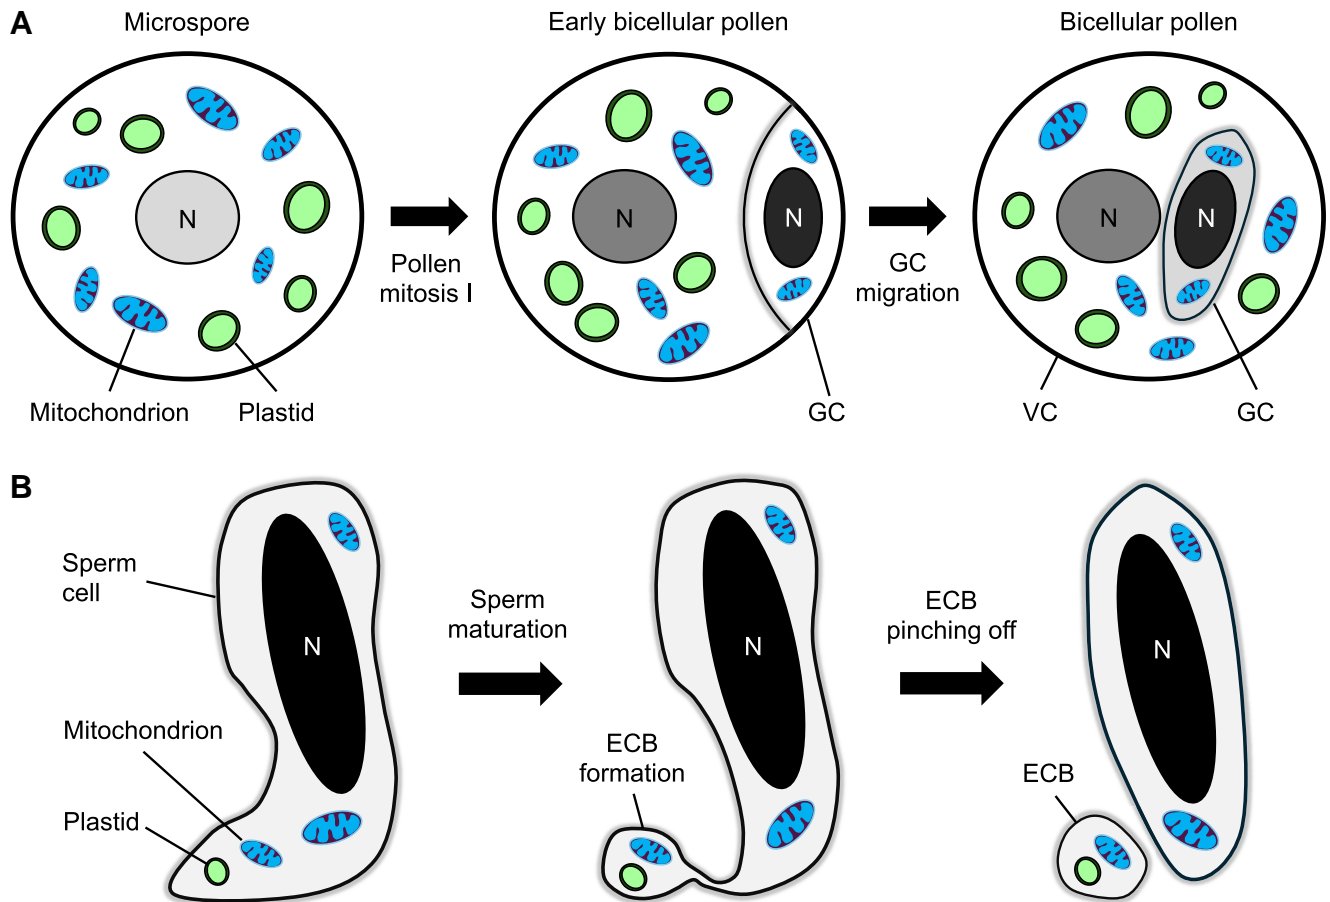 A
Microspore
Early bicellular pollen
Bicellular pollen
N
N
N
N
N
Pollen
mitosis I
GC
migration
Mitochondrion
Plastid
GC
VC
GC
B
Sperm
cell
N
Mitochondrion
Plastid
Sperm
maturation
N
ECB
formation
ECB
pinching off
N
ECB